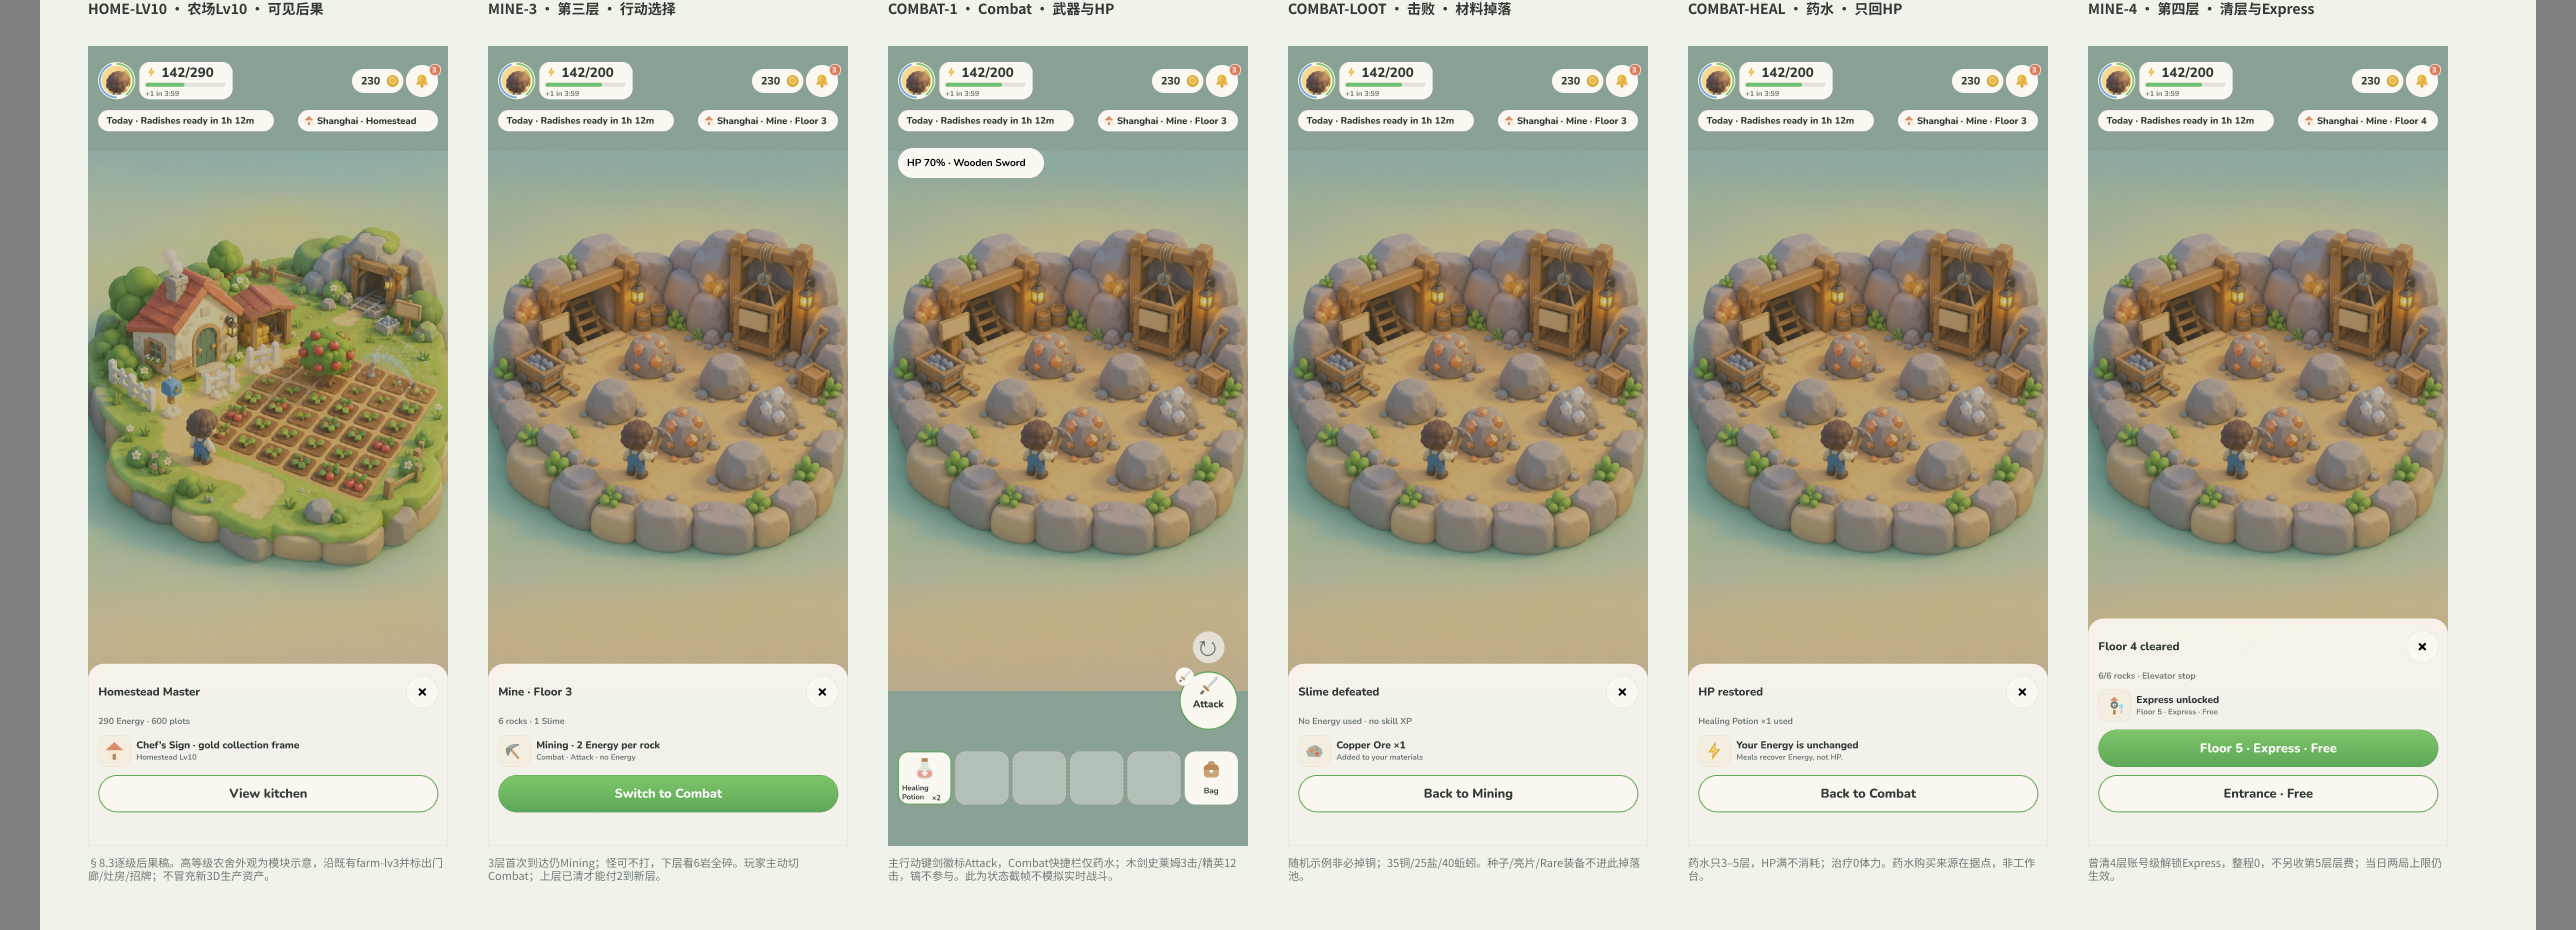 HOME-LV10 • 农场Lv10 • 可见后果
142/290
+1 in 3:59
230
3
Today · Radishes ready in 1h 12m
Shanghai · Homestead
Homestead Master
×
290 Energy · 600 plots
Chef's Sign · gold collection frame
Homestead Lv10
View kitchen
§8.3逐级后果稿。高等级农舍外观为模块示意，沿既有farm-lv3并标出门
廊/灶房/招牌；不冒充新3D生产资产。
MINE-3 • 第三层 • 行动选择
142/200
+1 in 3:59
230
3
Today · Radishes ready in 1h 12m
Shanghai · Mine · Floor 3
Mine · Floor 3
×
6 rocks · 1 Slime
Mining · 2 Energy per rock
Combat · Attack · no Energy
Switch to Combat
3层首次到达仍Mining；怪可不打，下层看6岩全碎。玩家主动切
Combat；上层已清才能付2到新层。
COMBAT-1 • Combat • 武器与HP
142/200
+1 in 3:59
230
3
Today · Radishes ready in 1h 12m
Shanghai · Mine · Floor 3
HP 70% · Wooden Sword
Attack
Healing
Potion ×2
Bag
主行动键剑徽标Attack，Combat快捷栏仅药水；木剑史莱姆3击/精英12
击，镐不参与。此为状态截帧不模拟实时战斗。
COMBAT-LOOT • 击败 • 材料掉落
142/200
+1 in 3:59
230
3
Today · Radishes ready in 1h 12m
Shanghai · Mine · Floor 3
Slime defeated
×
No Energy used · no skill XP
Copper Ore ×1
Added to your materials
Back to Mining
随机示例非必掉铜；35铜/25盐/40蚯蚓。种子/亮片/Rare装备不进此掉落
池。
COMBAT-HEAL • 药水 • 只回HP
142/200
+1 in 3:59
230
3
Today · Radishes ready in 1h 12m
Shanghai · Mine · Floor 3
HP restored
×
Healing Potion ×1 used
Your Energy is unchanged
Meals recover Energy, not HP.
Back to Combat
药水只3–5层，HP满不消耗；治疗0体力。药水购买来源在据点，非工作
台。
MINE-4 • 第四层 • 清层与Express
142/200
+1 in 3:59
230
3
Today · Radishes ready in 1h 12m
Shanghai · Mine · Floor 4
Floor 4 cleared
×
6/6 rocks · Elevator stop
Express unlocked
Floor 5 · Express · Free
Floor 5 · Express · Free
Entrance · Free
曾清4层账号级解锁Express，整程0，不另收第5层层费；当日两局上限仍
生效。